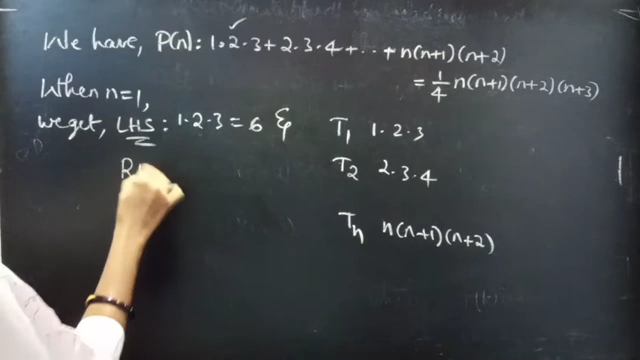 We have, P(n): 1·2·3+2·3·4+··+n(n+1)(n+2)
=1/4 n(n+1)(n+2)(n+3)
When n=1,
we get, LHS: 1·2·3=6 &
T₁ 1·2·3
R
T₂ 2·3·4
Tₙ n(n+1)(n+2)